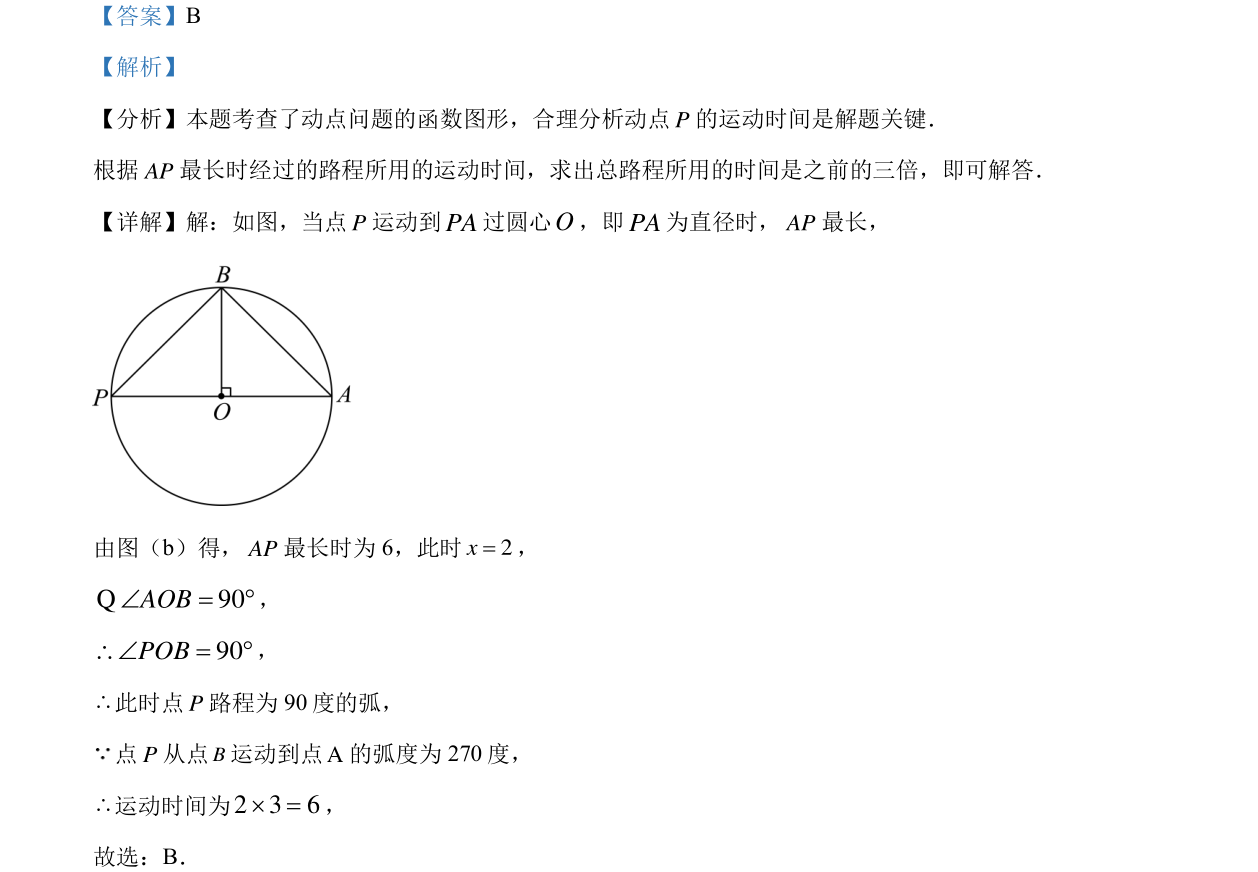 【答案】B
【解析】
【分析】本题考查了动点问题的函数图形，合理分析动点 P 的运动时间是解题关键．
根据 AP 最长时经过的路程所用的运动时间，求出总路程所用的时间是之前的三倍，即可解答．
【详解】解：如图，当点 P 运动到 PA 过圆心 O ，即 PA 为直径时， AP 最长，
B
P
A
O
由图（b）得， AP 最长时为 6，此时 x = 2 ，
Q ∠AOB = 90° ，
∴ ∠POB = 90° ，
∴此时点 P 路程为 90 度的弧，
∵点 P 从点 B 运动到点 A 的弧度为 270 度，
∴运动时间为 2 × 3 = 6 ，
故选：B．